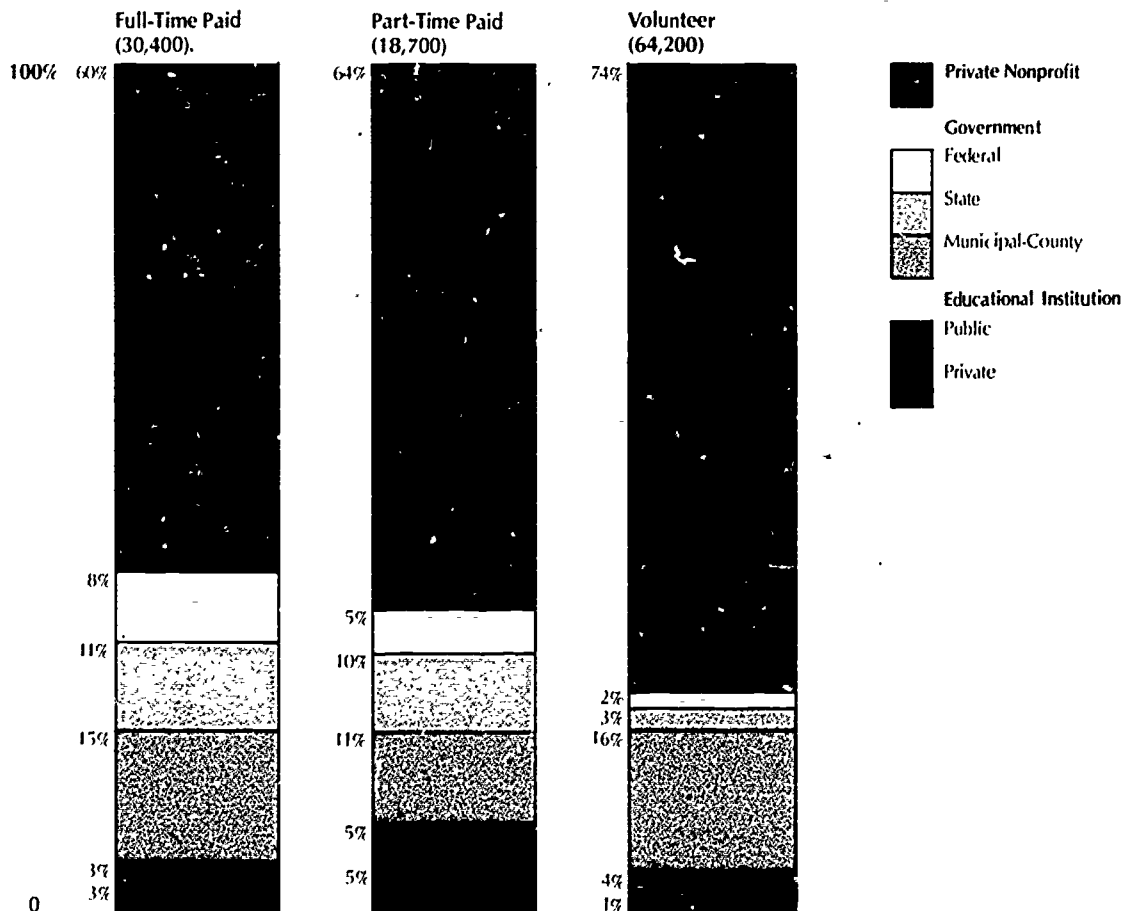 Full-Time Paid
(30,400).
Part-Time Paid
(18,700)
Volunteer
(64,200)
100%
60%
8%
11%
15%
3%
3%
0
64%
5%
10%
11%
5%
5%
74%
2%
3%
16%
4%
1%
Private Nonprofit
Government
Federal
State
Municipal-County
Educational Institution
Public
Private